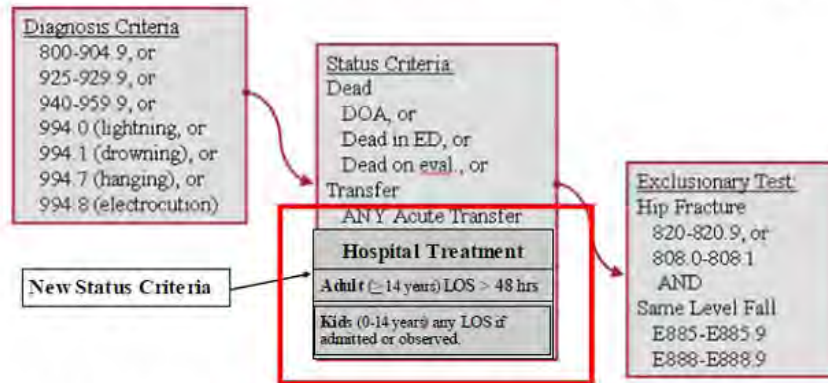 Diagnosis Criteria
800-904.9, or
925-929.9, or
940-959.9, or
994.0 (lightning, or
994.1 (drowning), or
994.7 (hanging), or
994.8 (electrocution)
Status Criteria:
Dead
DOA, or
Dead in ED, or
Dead on eval., or
Transfer
ANY Acute Transfer
Hospital Treatment
Adult (≥14 years) LOS > 48 hrs
Kids (0-14 years) any LOS if
admitted or observed.
New Status Criteria
Exclusionary Test:
Hip Fracture
820-820.9, or
808.0-808.1
AND
Same Level Fall
E885-E885.9
E888-E888.9